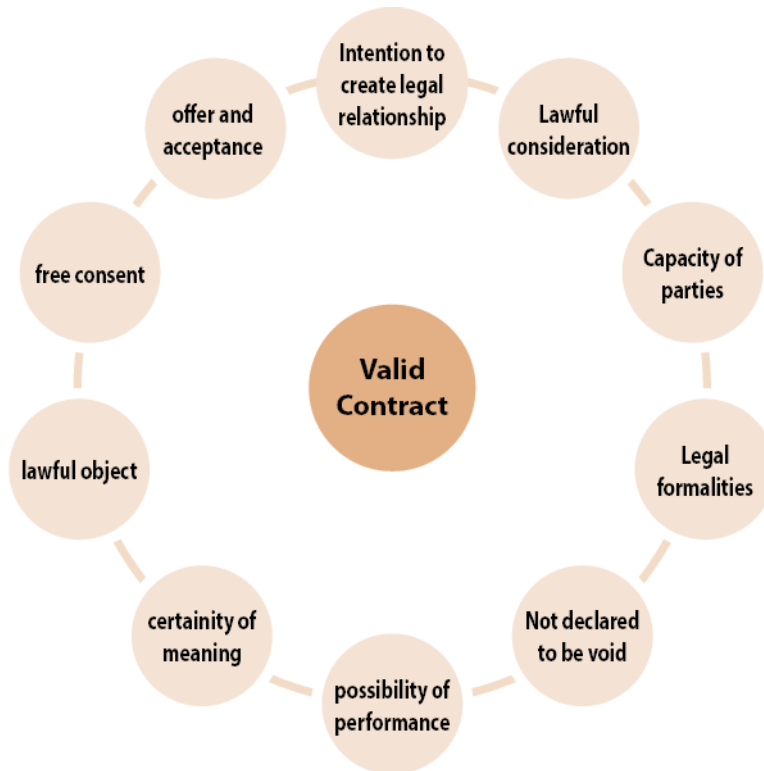 Intention to
create legal
relationship
Lawful
consideration
Capacity of
parties
Legal
formalities
Not declared
to be void
possibility of
performance
certainity of
meaning
lawful object
free consent
offer and
acceptance
Valid
Contract